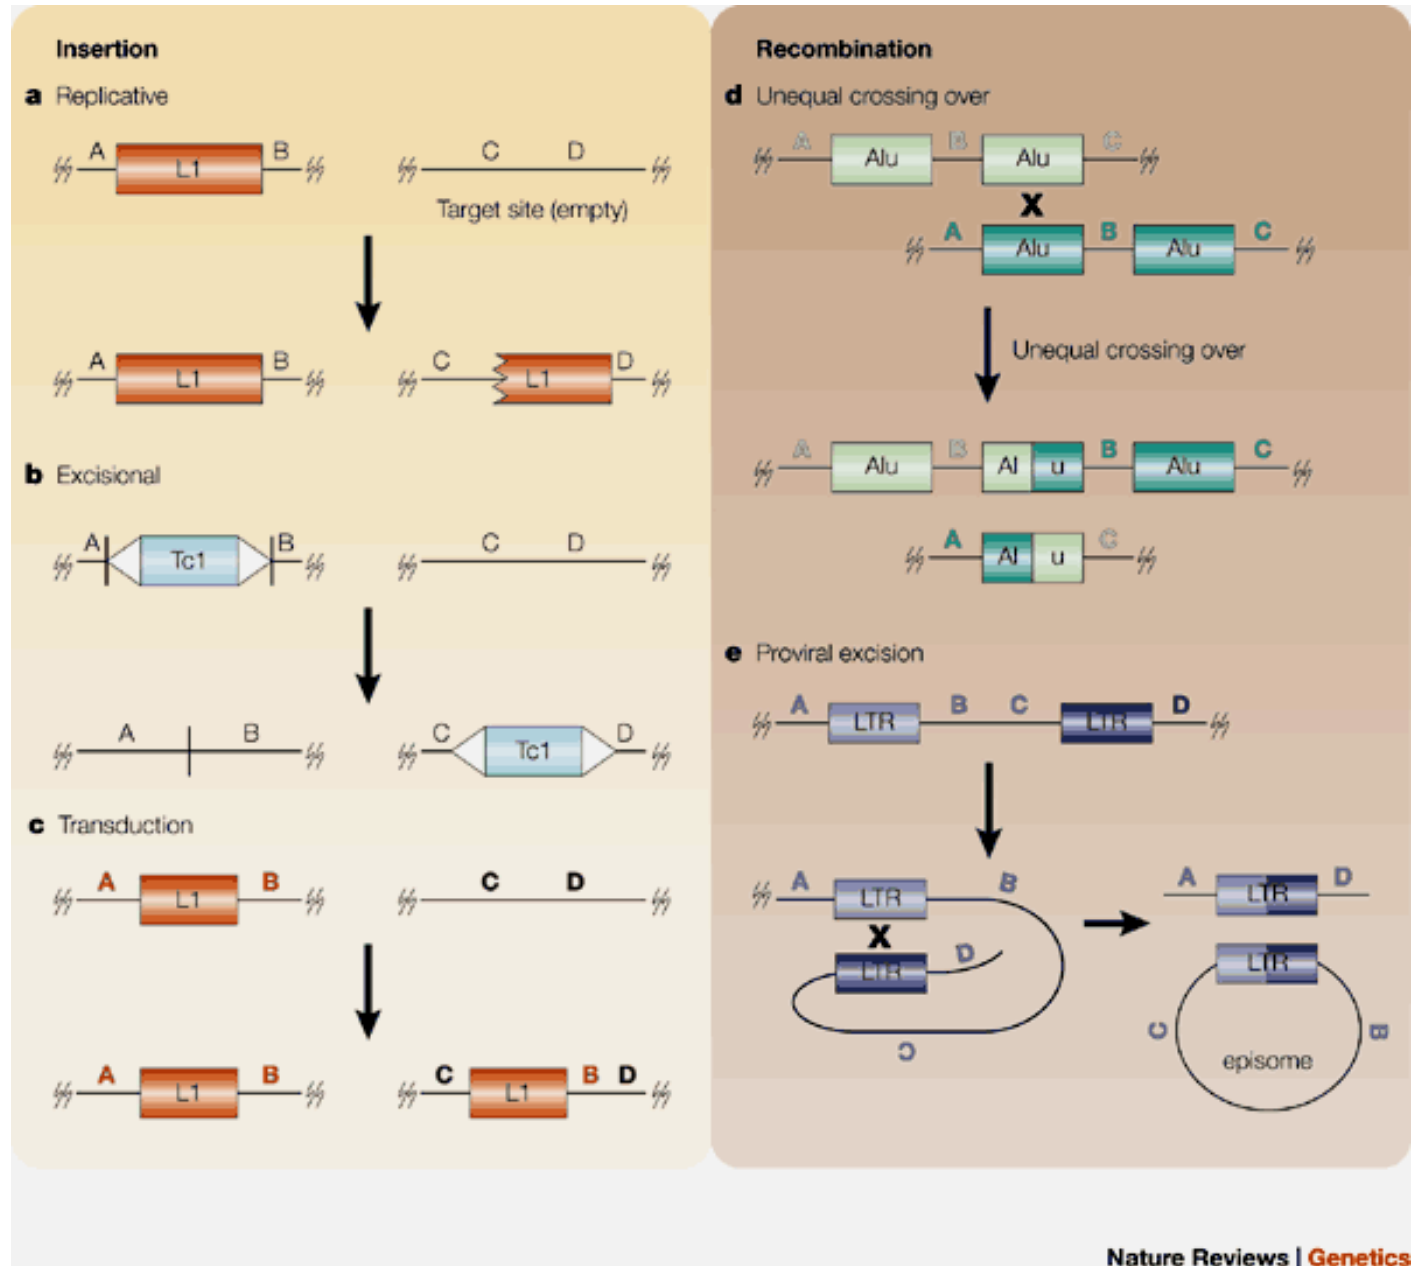 Insertion
a Replicative
A L1 B C D
Target site (empty)
A L1 B C L1 D
b Excisional
A Tc1 B C D
A B C Tc1 D
c Transduction
A L1 B C D
A L1 B C L1 B D
Recombination
d Unequal crossing over
A Alu B Alu C
X
A Alu B Alu C
Unequal crossing over
A Alu B Al u B Alu C
A Al u C
e Proviral excision
A LTR B C LTR D
A LTR B
X
LTR D
C
A LTR D
LTR
C B
episome
Nature Reviews | Genetics